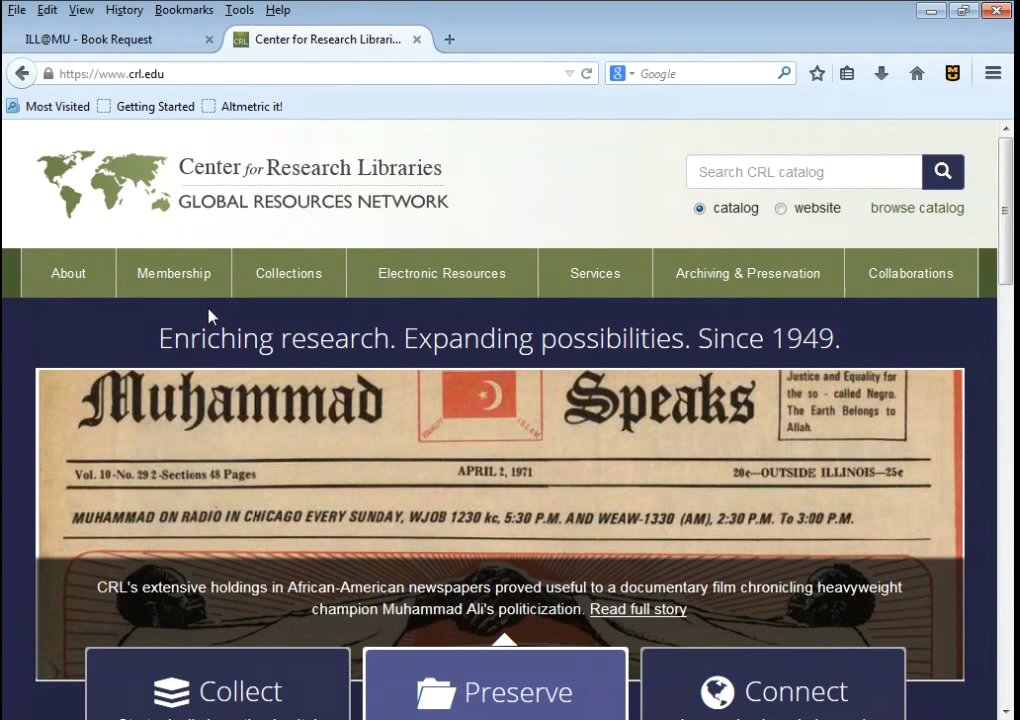 File Edit View History Bookmarks Tools Help
ILL@MU - Book Request
CRL Center for Research Librari...
https://www.crl.edu
Google
Most Visited Getting Started Altmetric it!
Center for Research Libraries
GLOBAL RESOURCES NETWORK
Search CRL catalog
catalog website browse catalog
About Membership Collections Electronic Resources Services Archiving & Preservation Collaborations
Enriching research. Expanding possibilities. Since 1949.
Muhammad Speaks
Justice and Equality for
the so - called Negro.
The Earth Belongs to
Allah
Vol. 10-No. 29 2-Sections 48 Pages
APRIL 2, 1971
20¢—OUTSIDE ILLINOIS—25¢
MUHAMMAD ON RADIO IN CHICAGO EVERY SUNDAY, WJOB 1230 kc, 5:30 P.M. AND WEAW-1330 (AM), 2:30 P.M. To 3:00 P.M.
CRL's extensive holdings in African-American newspapers proved useful to a documentary film chronicling heavyweight
champion Muhammad Ali's politicization. Read full story
Collect
Preserve
Connect